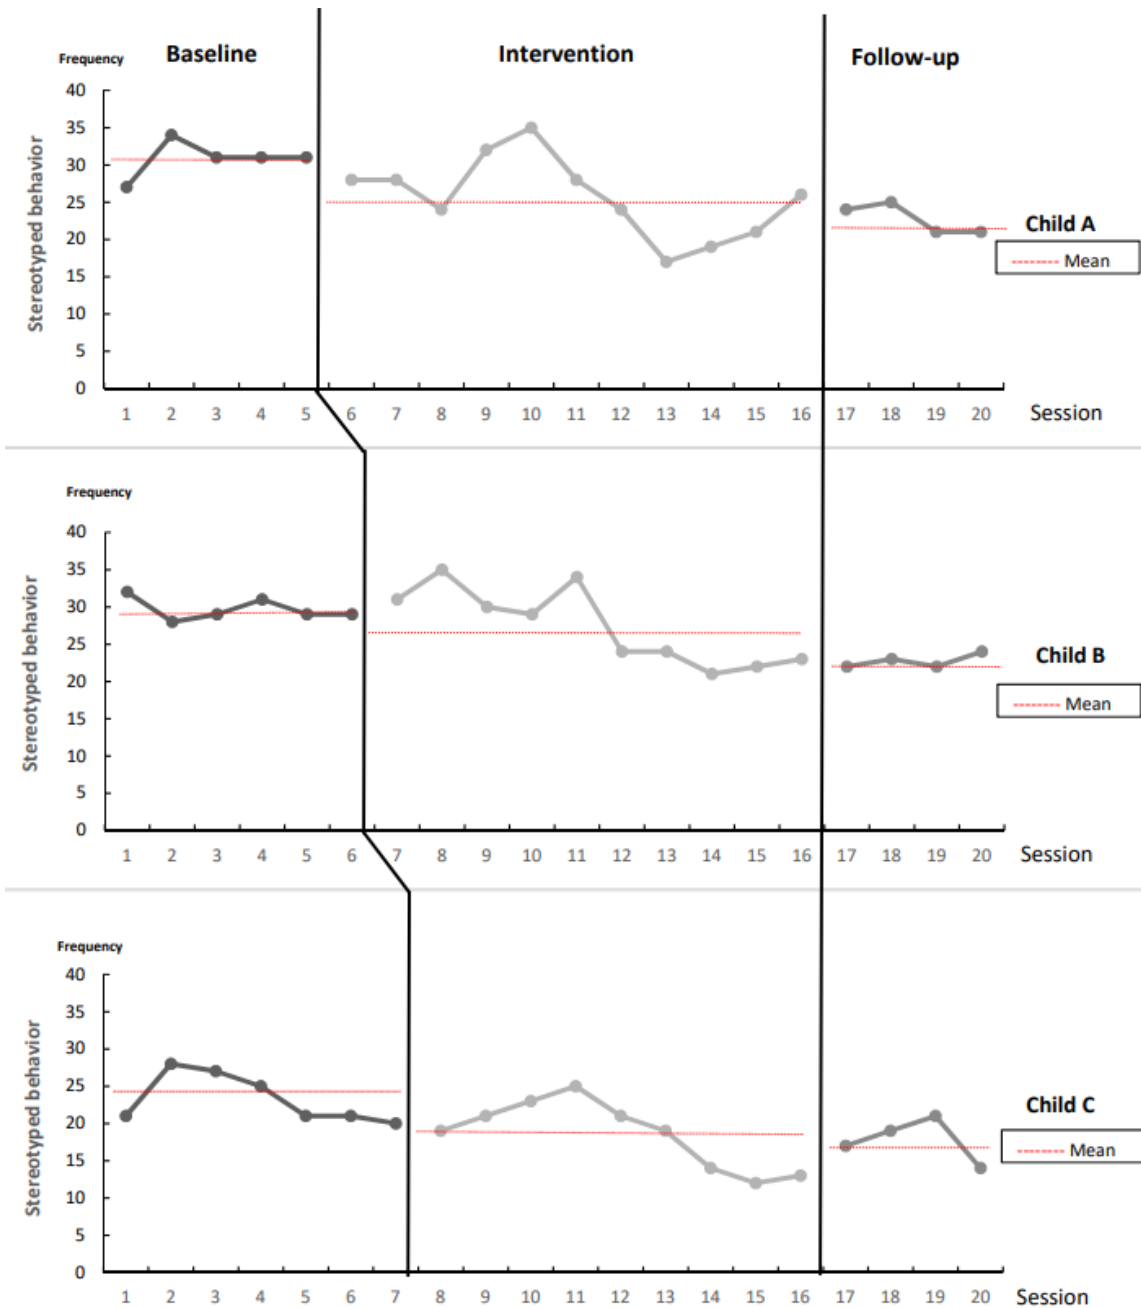 Baseline Intervention Follow-up
Frequency
Stereotyped behavior
40
35
30
25
20
15
10
5
0
Child A
Mean
1 2 3 4 5 6 7 8 9 10 11 12 13 14 15 16 17 18 19 20 Session
Frequency
Stereotyped behavior
40
35
30
25
20
15
10
5
0
Child B
Mean
1 2 3 4 5 6 7 8 9 10 11 12 13 14 15 16 17 18 19 20 Session
Frequency
Stereotyped behavior
40
35
30
25
20
15
10
5
0
Child C
Mean
1 2 3 4 5 6 7 8 9 10 11 12 13 14 15 16 17 18 19 20 Session